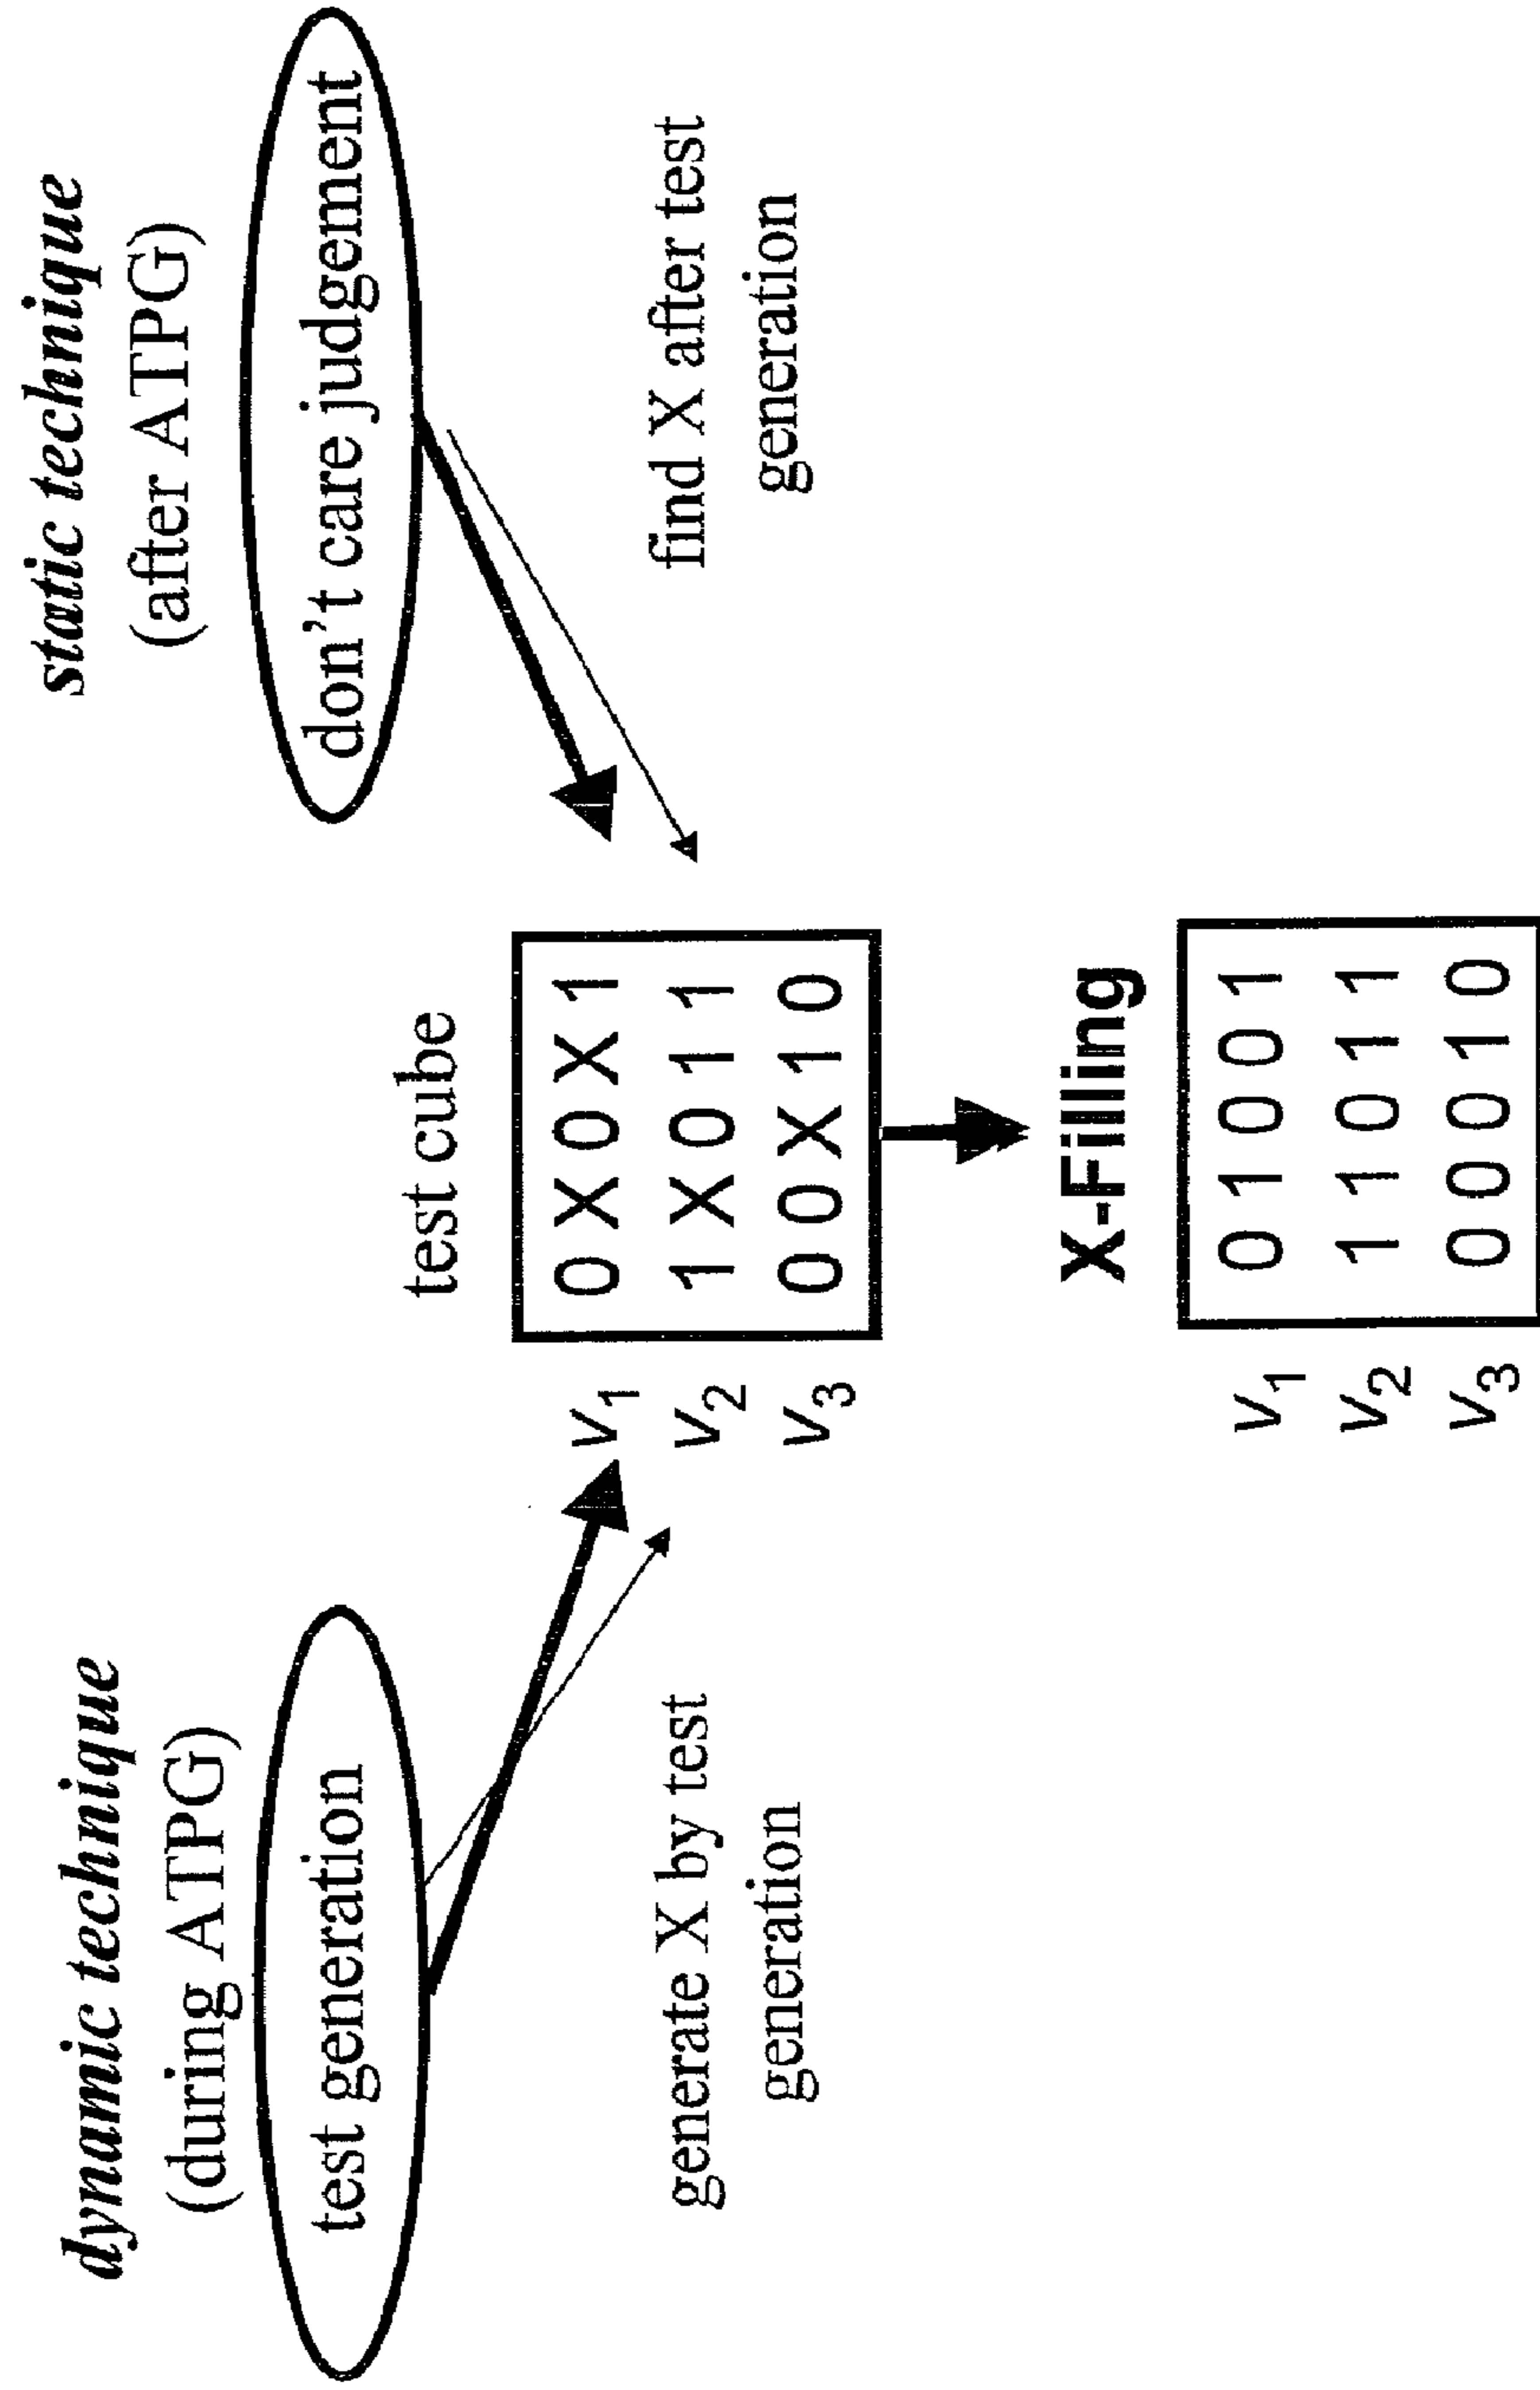 dynamic technique
(during ATPG)
test generation
generate X by test
generation
static technique
(after ATPG)
don't care judgement
find X after test
generation
test cube
V1 0 X 0 X 1
V2 1 X 0 1 1
V3 0 0 X 1 0
X-Filling
V1 0 1 0 0 1
V2 1 1 0 1 1
V3 0 0 0 1 0